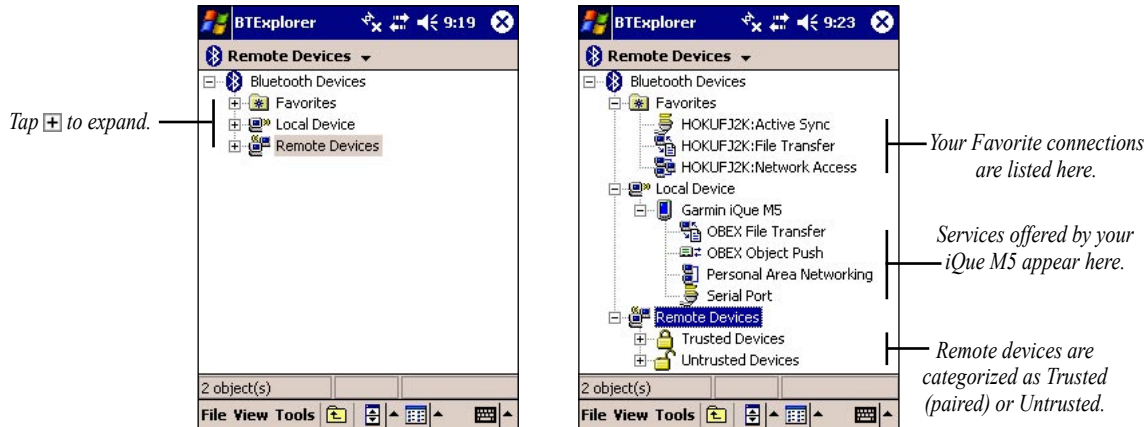 Tap + to expand.
BTExplorer 9:19
Remote Devices
Bluetooth Devices
Favorites
Local Device
Remote Devices
2 object(s)
File View Tools
BTExplorer 9:23
Remote Devices
Bluetooth Devices
Favorites
HOKUFJ2K:Active Sync
HOKUFJ2K:File Transfer
HOKUFJ2K:Network Access
Local Device
Garmin iQue M5
OBEX File Transfer
OBEX Object Push
Personal Area Networking
Serial Port
Remote Devices
Trusted Devices
Untrusted Devices
2 object(s)
File View Tools
Your Favorite connections
are listed here.
Services offered by your
iQue M5 appear here.
Remote devices are
categorized as Trusted
(paired) or Untrusted.